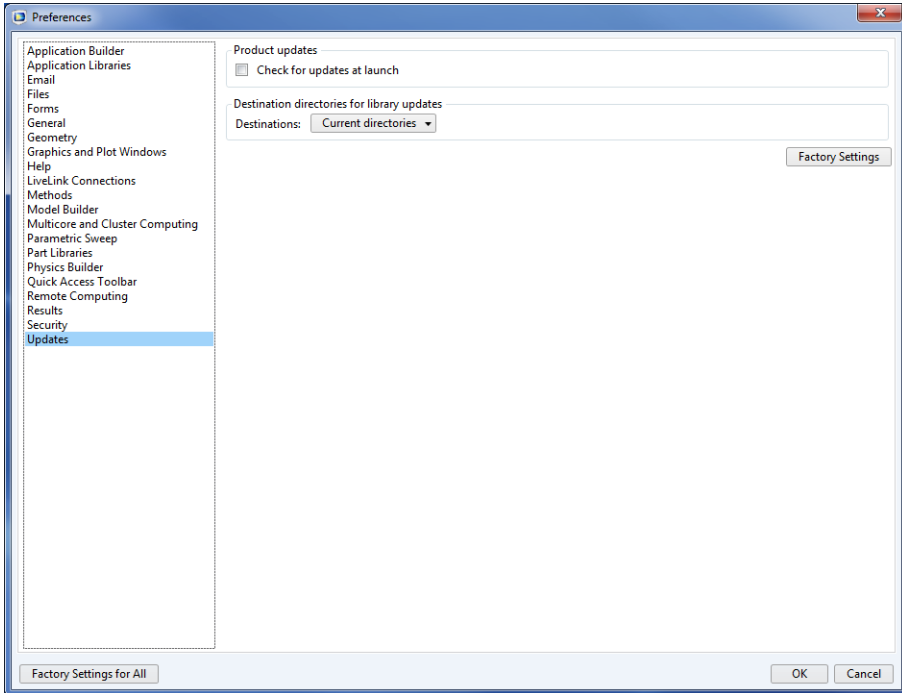 Preferences
Application Builder
Application Libraries
Email
Files
Forms
General
Geometry
Graphics and Plot Windows
Help
LiveLink Connections
Methods
Model Builder
Multicore and Cluster Computing
Parametric Sweep
Part Libraries
Physics Builder
Quick Access Toolbar
Remote Computing
Results
Security
Updates
Product updates
Check for updates at launch
Destination directories for library updates
Destinations: Current directories
Factory Settings
Factory Settings for All
OK Cancel